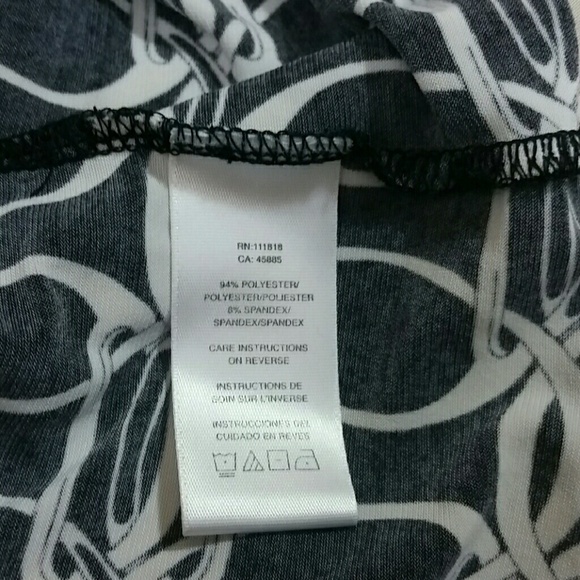 RN:111818
CA: 45885
94% POLYESTER/
POLYESTER/POLIESTER
6% SPANDEX/
SPANDEX/SPANDEX
CARE INSTRUCTIONS
ON REVERSE
INSTRUCTIONS DE
SOIN SUR L'INVERSE
INSTRUCCIONES DEL
CUIDADO EN REVES